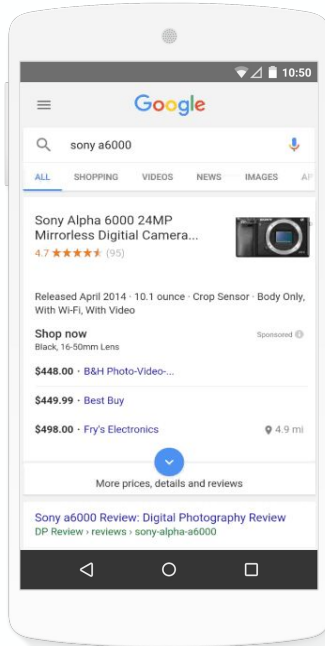 10:50
Google
sony a6000
ALL SHOPPING VIDEOS NEWS IMAGES
Sony Alpha 6000 24MP
Mirrorless Digitial Camera...
4.7 (95)
Released April 2014 · 10.1 ounce · Crop Sensor · Body Only,
With Wi-Fi, With Video
Shop now Sponsored
Black, 16-50mm Lens
$448.00 · B&H Photo-Video-...
$449.99 · Best Buy
$498.00 · Fry's Electronics 4.9 mi
More prices, details and reviews
Sony a6000 Review: Digital Photography Review
DP Review › reviews › sony-alpha-a6000